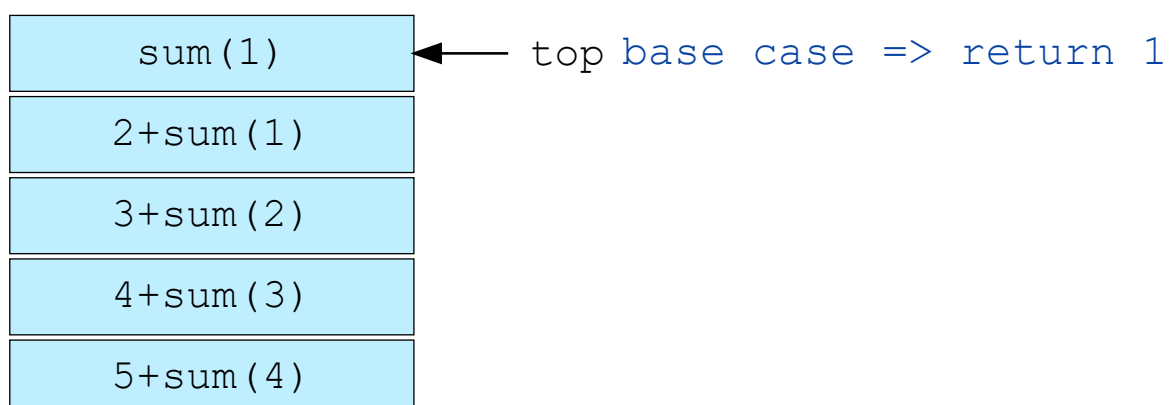 sum(1) top base case => return 1
2+sum(1)
3+sum(2)
4+sum(3)
5+sum(4)